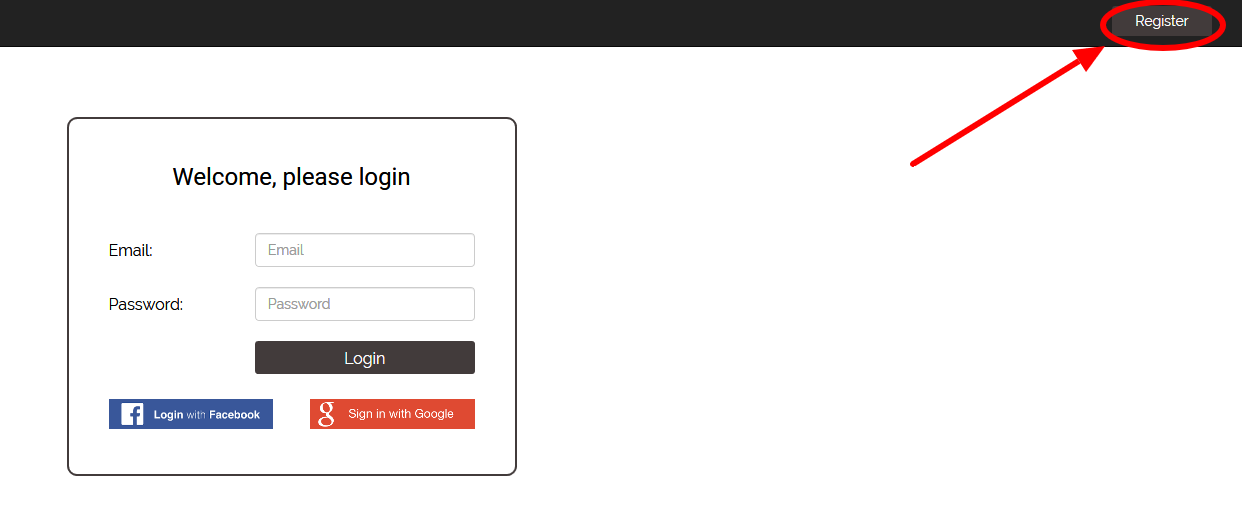 Register
Welcome, please login
Email:
Email
Password:
Password
Login
Login with Facebook
Sign in with Google